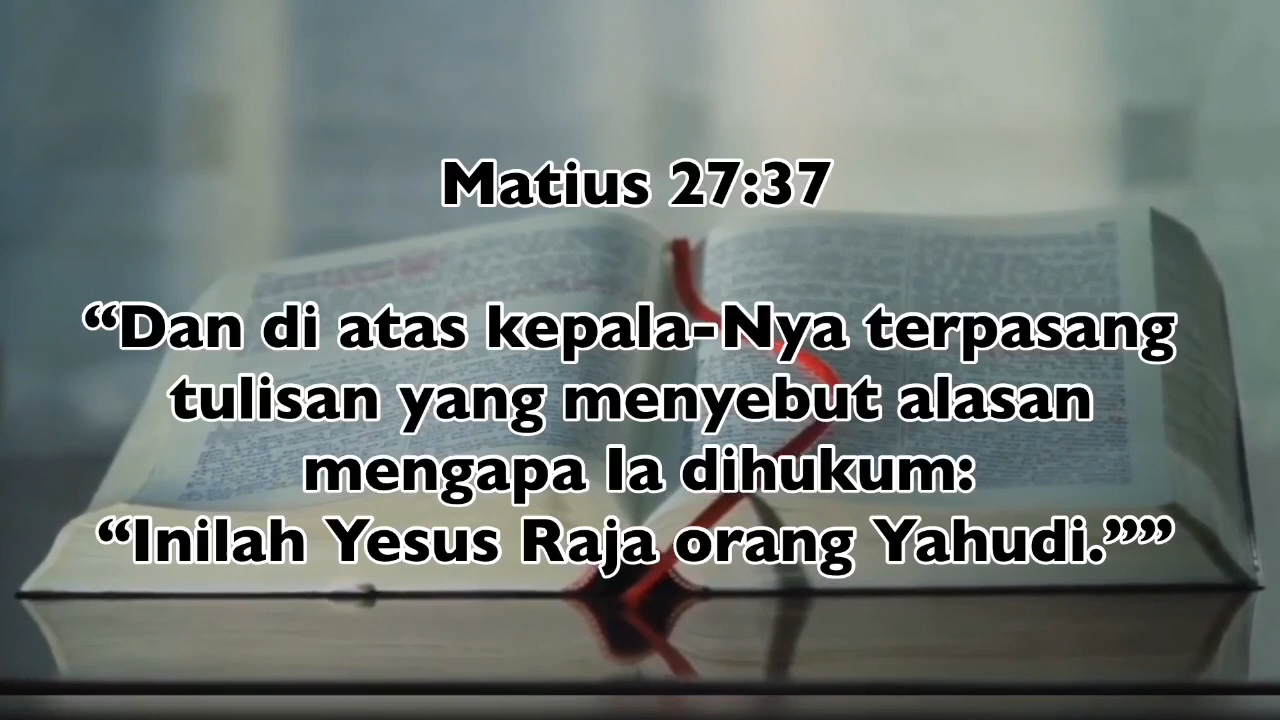 Matius 27:37
“Dan di atas kepala-Nya terpasang
tulisan yang menyebut alasan
mengapa Ia dihukum:
“Inilah Yesus Raja orang Yahudi.””